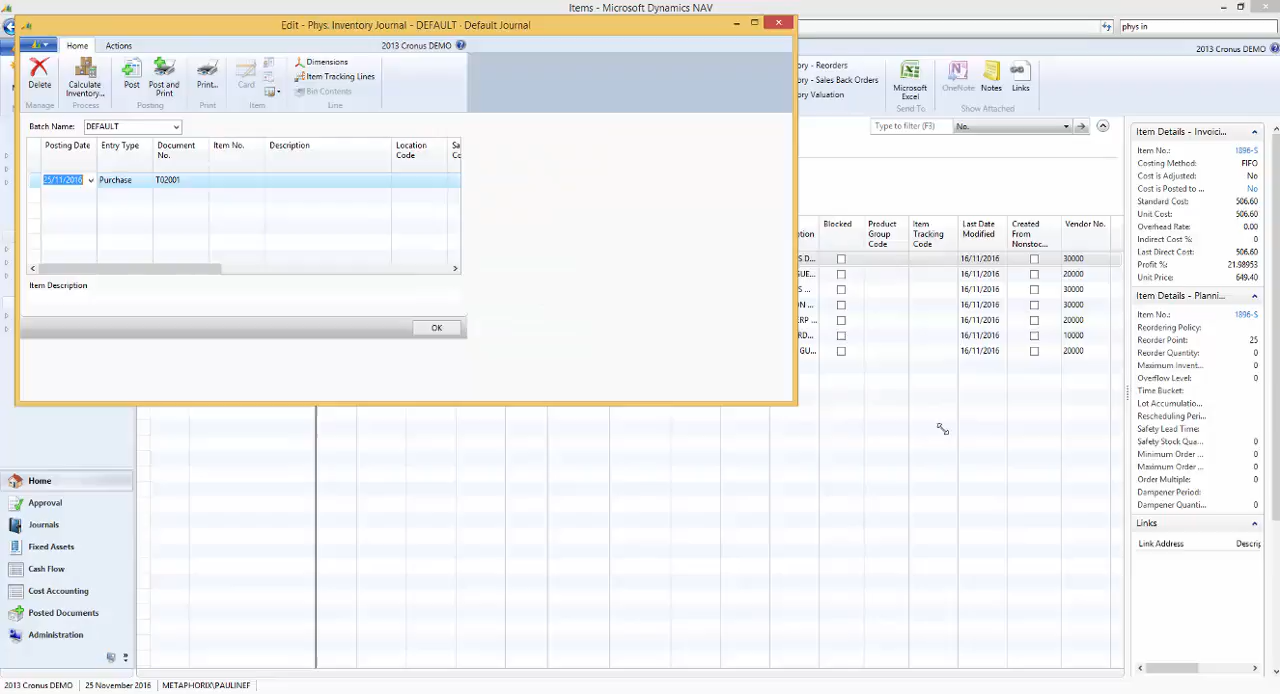 Items - Microsoft Dynamics NAV
Edit - Phys. Inventory Journal - DEFAULT · Default Journal
phys in
Home
Actions
2013 Cronus DEMO
2013 Cronus DEMO
Delete
Calculate Inventory...
Post
Post and Print
Print...
Card
Dimensions
Item Tracking Lines
Bin Contents
Manage
Process
Posting
Print
Item
Line
ory - Reorders
ory - Sales Back Orders
ory Valuation
Microsoft Excel
OneNote
Notes
Links
Send To
Show Attached
Batch Name:
DEFAULT
Type to filter (F3)
No.
Posting Date
Entry Type
Document No.
Item No.
Description
Location Code
Sa Co
25/11/2016
Purchase
T02001
Item Description
OK
otion
Blocked
Product Group Code
Item Tracking Code
Last Date Modified
Created From Nonstoc...
Vendor No.
S D...
16/11/2016
30000
GUE...
16/11/2016
20000
S ...
16/11/2016
30000
ON ...
16/11/2016
30000
ERP ...
16/11/2016
20000
RD...
16/11/2016
10000
GU...
16/11/2016
20000
Item Details - Invoici...
Item No.: 1896-S
Costing Method: FIFO
Cost is Adjusted: No
Cost is Posted to ... No
Standard Cost: 506.60
Unit Cost: 506.60
Overhead Rate: 0.00
Indirect Cost %: 0
Last Direct Cost: 506.60
Profit %: 21.98953
Unit Price: 649.40
Item Details - Planni...
Item No.: 1896-S
Reordering Policy:
Reorder Point: 25
Reorder Quantity: 0
Maximum Invent... 0
Overflow Level: 0
Time Bucket:
Lot Accumulatio...
Rescheduling Peri...
Safety Lead Time:
Safety Stock Qua... 0
Minimum Order ... 0
Maximum Order ... 0
Order Multiple: 0
Dampener Period:
Dampener Quanti... 0
Links
Link Address
Descrip
Home
Approval
Journals
Fixed Assets
Cash Flow
Cost Accounting
Posted Documents
Administration
2013 Cronus DEMO
25 November 2016
METAPHORIX\PAULINEF